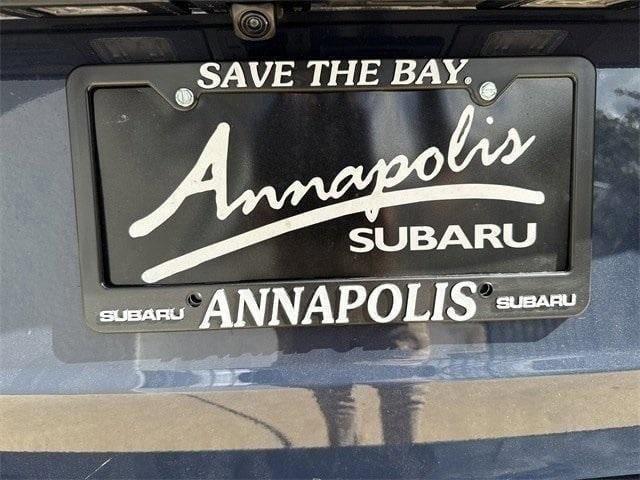 SAVE THE BAY.
Annapolis
SUBARU
SUBARU ANNAPOLIS SUBARU